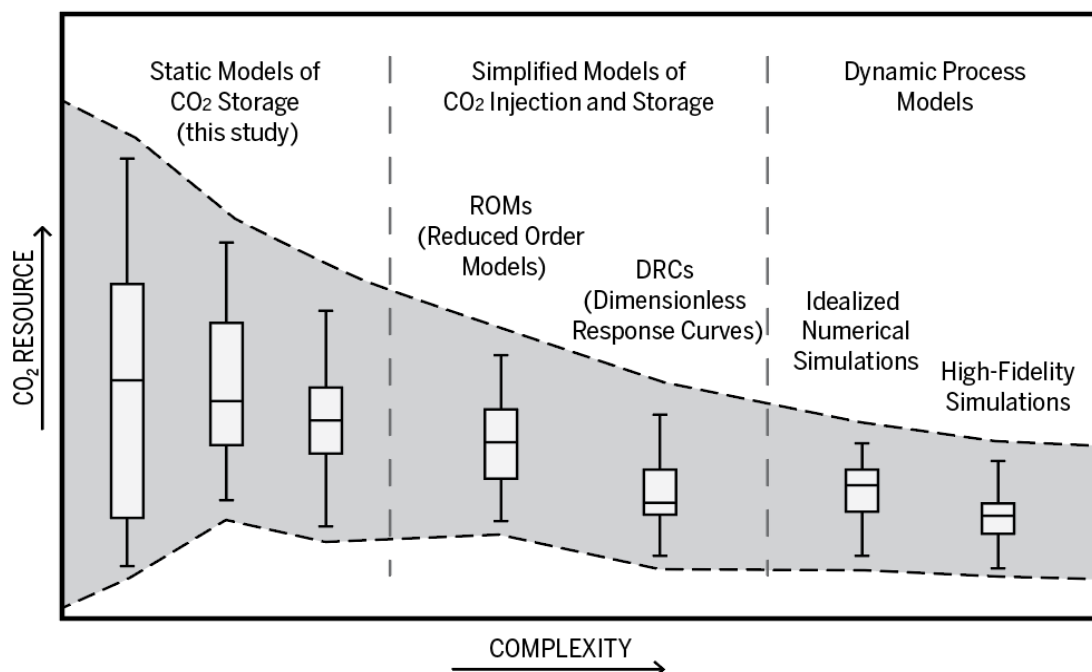 Static Models of
CO₂ Storage
(this study)
Simplified Models of
CO₂ Injection and Storage
Dynamic Process
Models
ROMs
(Reduced Order
Models)
DRCs
(Dimensionless
Response Curves)
Idealized
Numerical
Simulations
High-Fidelity
Simulations
CO₂ RESOURCE
COMPLEXITY